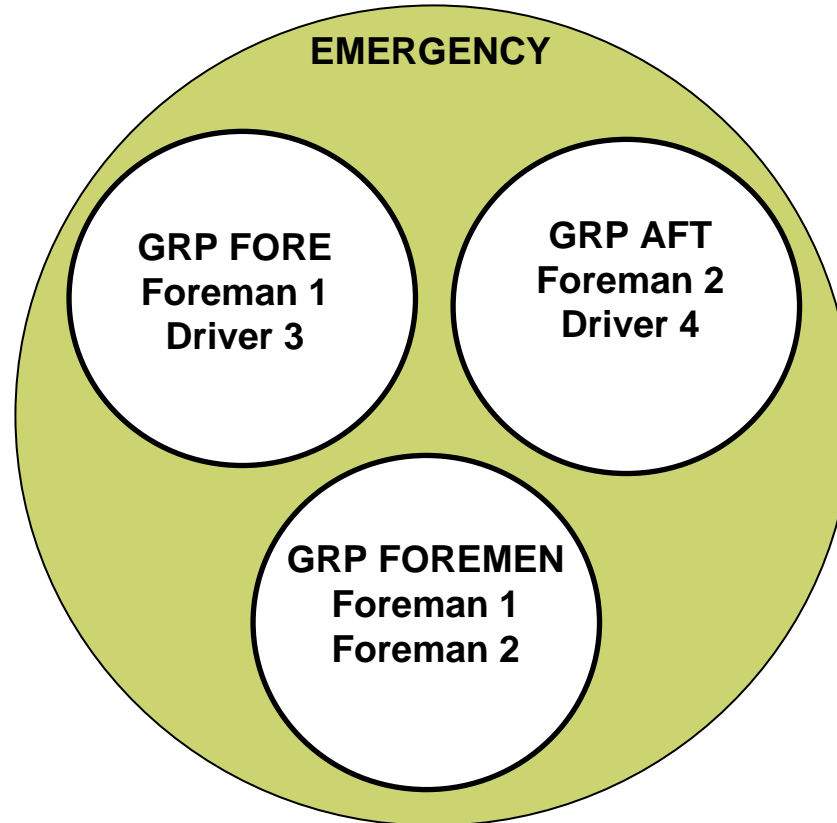 EMERGENCY
GRP FORE
Foreman 1
Driver 3
GRP AFT
Foreman 2
Driver 4
GRP FOREMEN
Foreman 1
Foreman 2